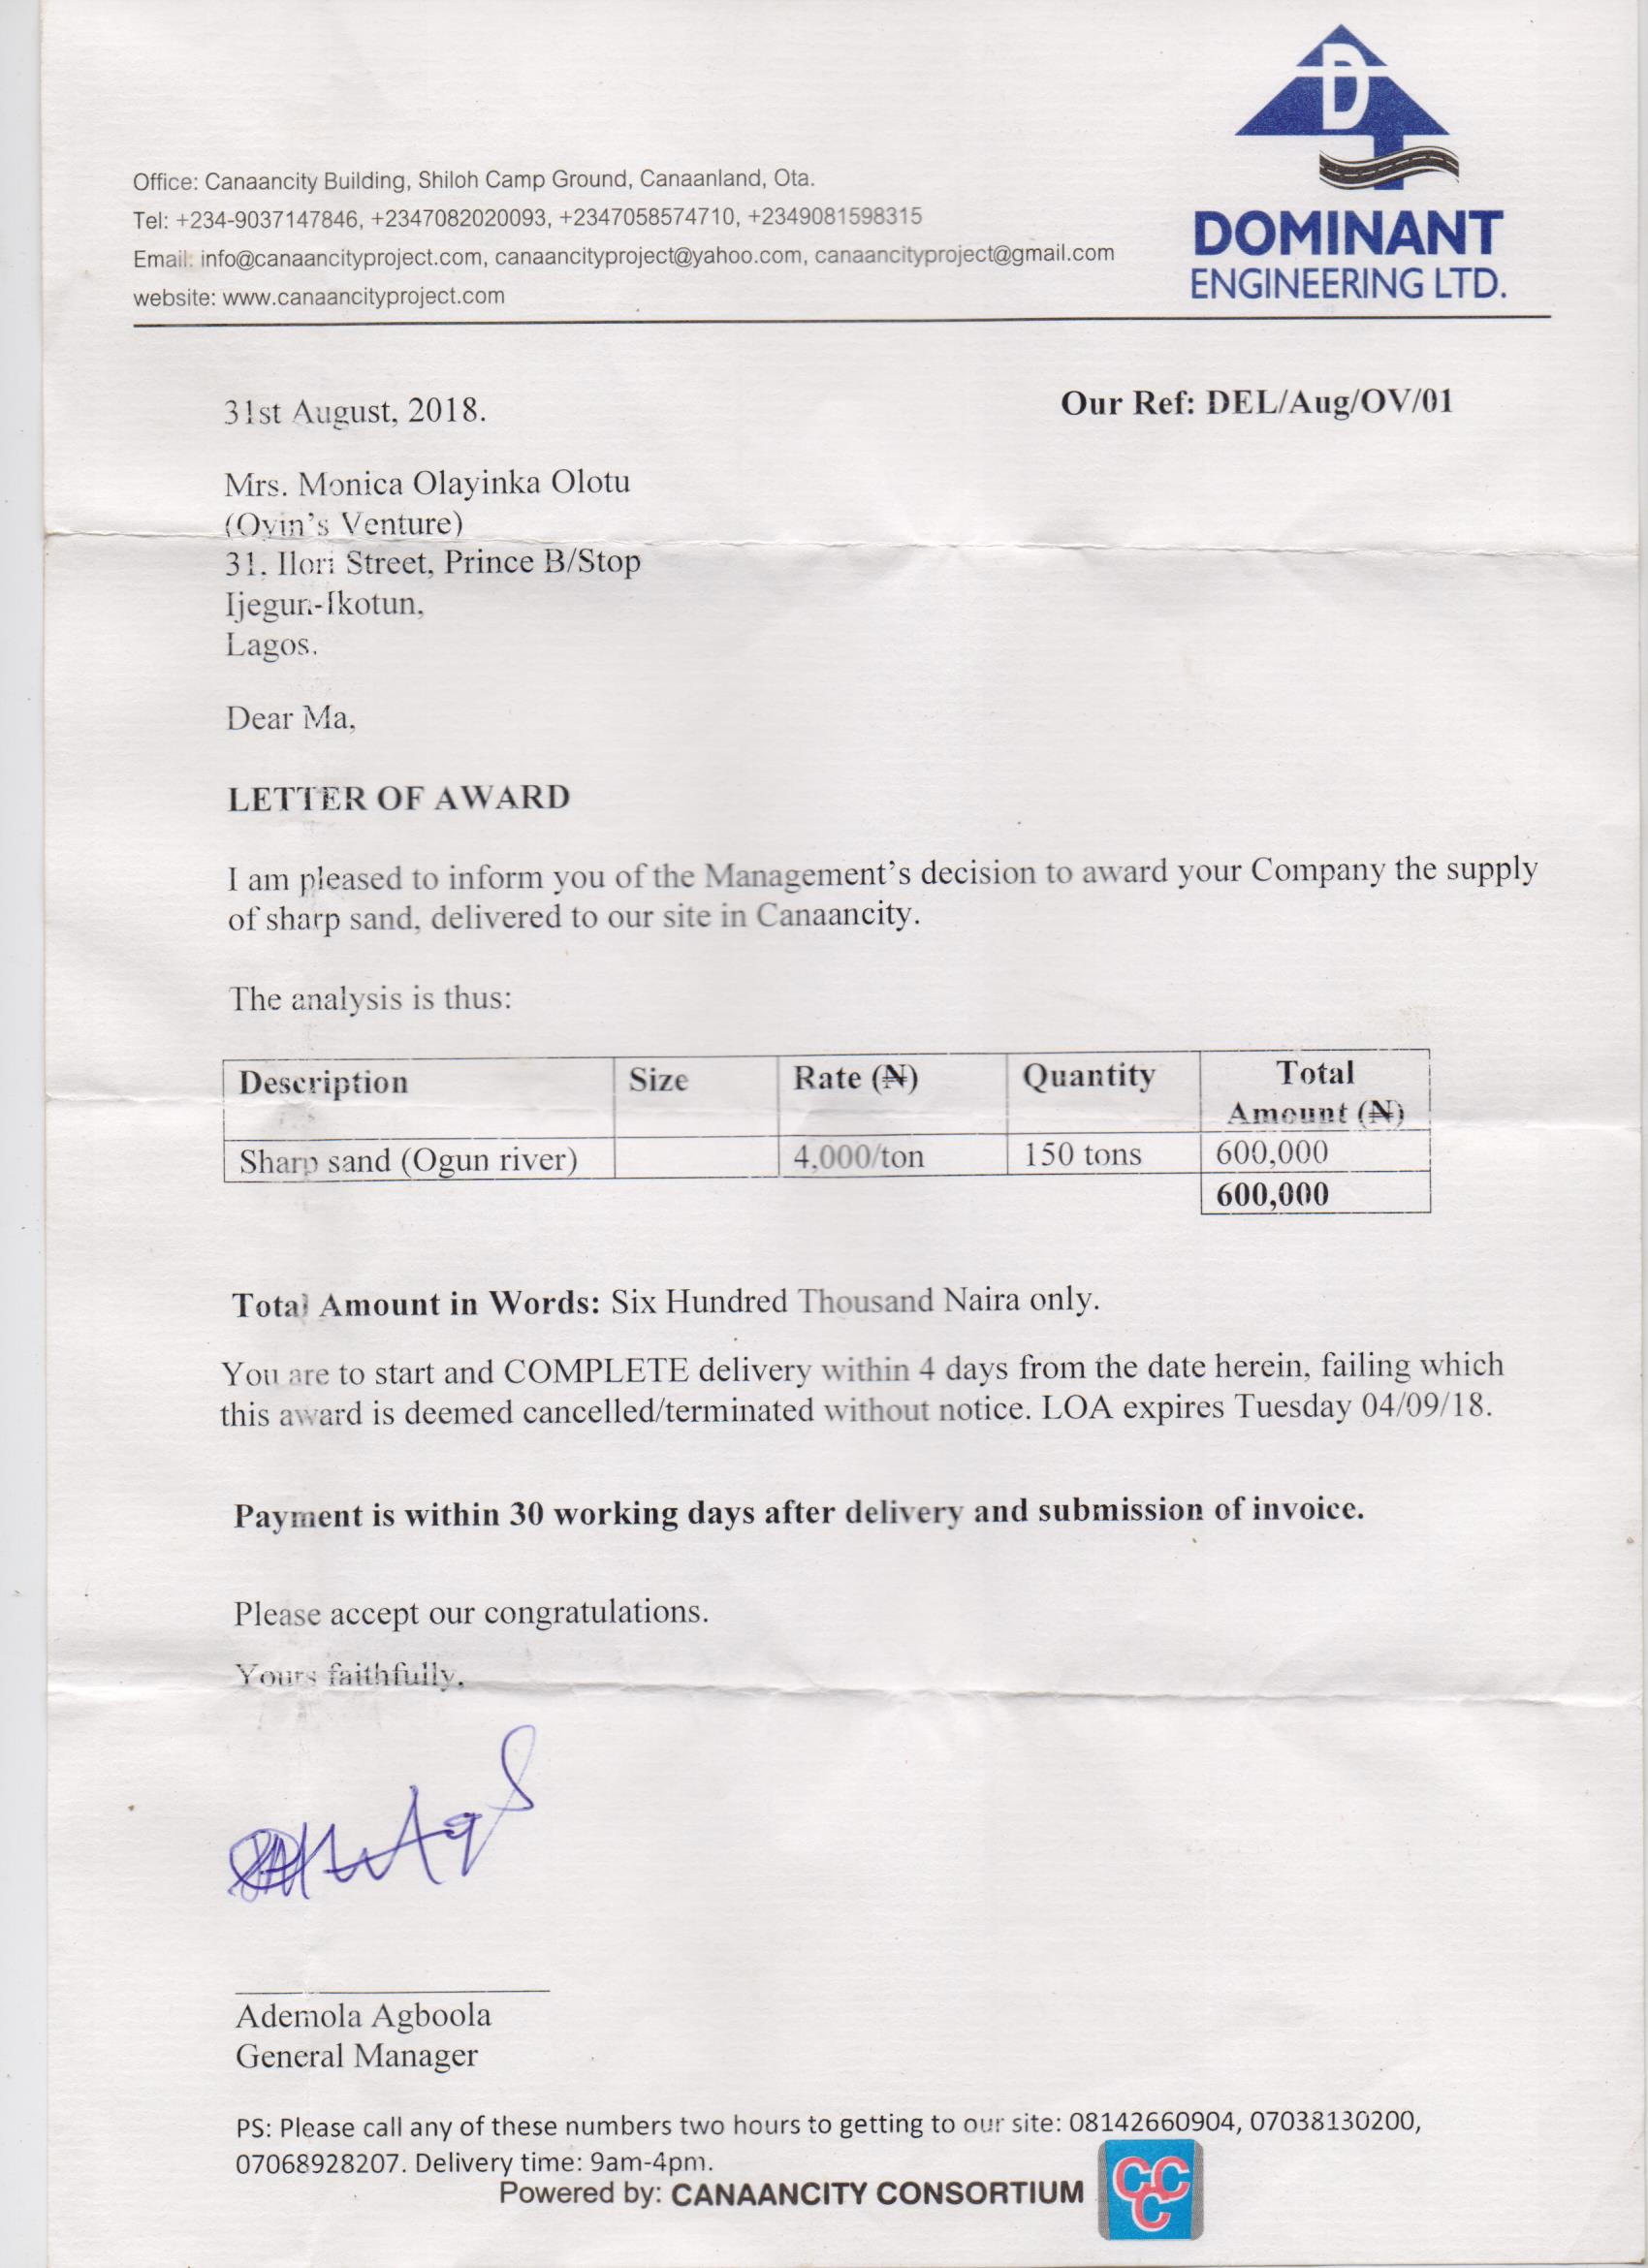 D
DOMINANT
ENGINEERING LTD.
Office: Canaancity Building, Shiloh Camp Ground, Canaanland, Ota.
Tel: +234-9037147846, +2347082020093, +2347058574710, +2349081598315
Email: info@canaancityproject.com, canaancityproject@yahoo.com, canaancityproject@gmail.com
website: www.canaancityproject.com
31st August, 2018.
Our Ref: DEL/Aug/OV/01
Mrs. Monica Olayinka Olotu
(Oyin's Venture)
31, Ilori Street, Prince B/Stop
Ijegun-Ikotun,
Lagos.
Dear Ma,
LETTER OF AWARD
I am pleased to inform you of the Management's decision to award your Company the supply
of sharp sand, delivered to our site in Canaancity.
The analysis is thus:
Description Size Rate (₦) Quantity Total
Amount (₦)
Sharp sand (Ogun river) 4,000/ton 150 tons 600,000
600,000
Total Amount in Words: Six Hundred Thousand Naira only.
You are to start and COMPLETE delivery within 4 days from the date herein, failing which
this award is deemed cancelled/terminated without notice. LOA expires Tuesday 04/09/18.
Payment is within 30 working days after delivery and submission of invoice.
Please accept our congratulations.
Yours faithfully,
Ademola Agboola
General Manager
PS: Please call any of these numbers two hours to getting to our site: 08142660904, 07038130200,
07068928207. Delivery time: 9am-4pm.
Powered by: CANAANCITY CONSORTIUM
CCC